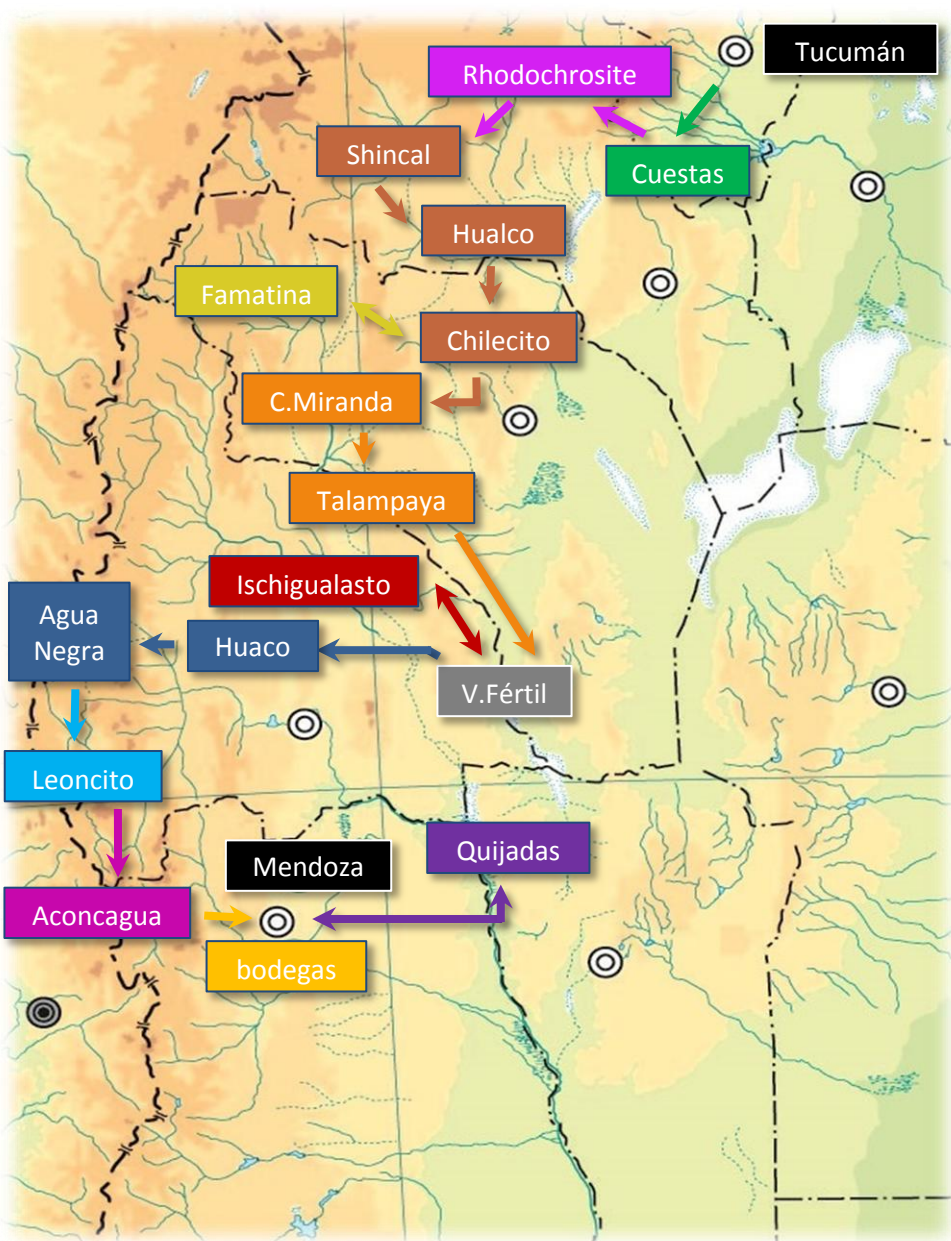 Tucumán
Rhodochrosite
Shincal
Cuestas
Hualco
Famatina
Chilecito
C.Miranda
Talampaya
Ischigualasto
Agua
Negra
Huaco
V.Fértil
Leoncito
Mendoza
Quijadas
Aconcagua
bodegas